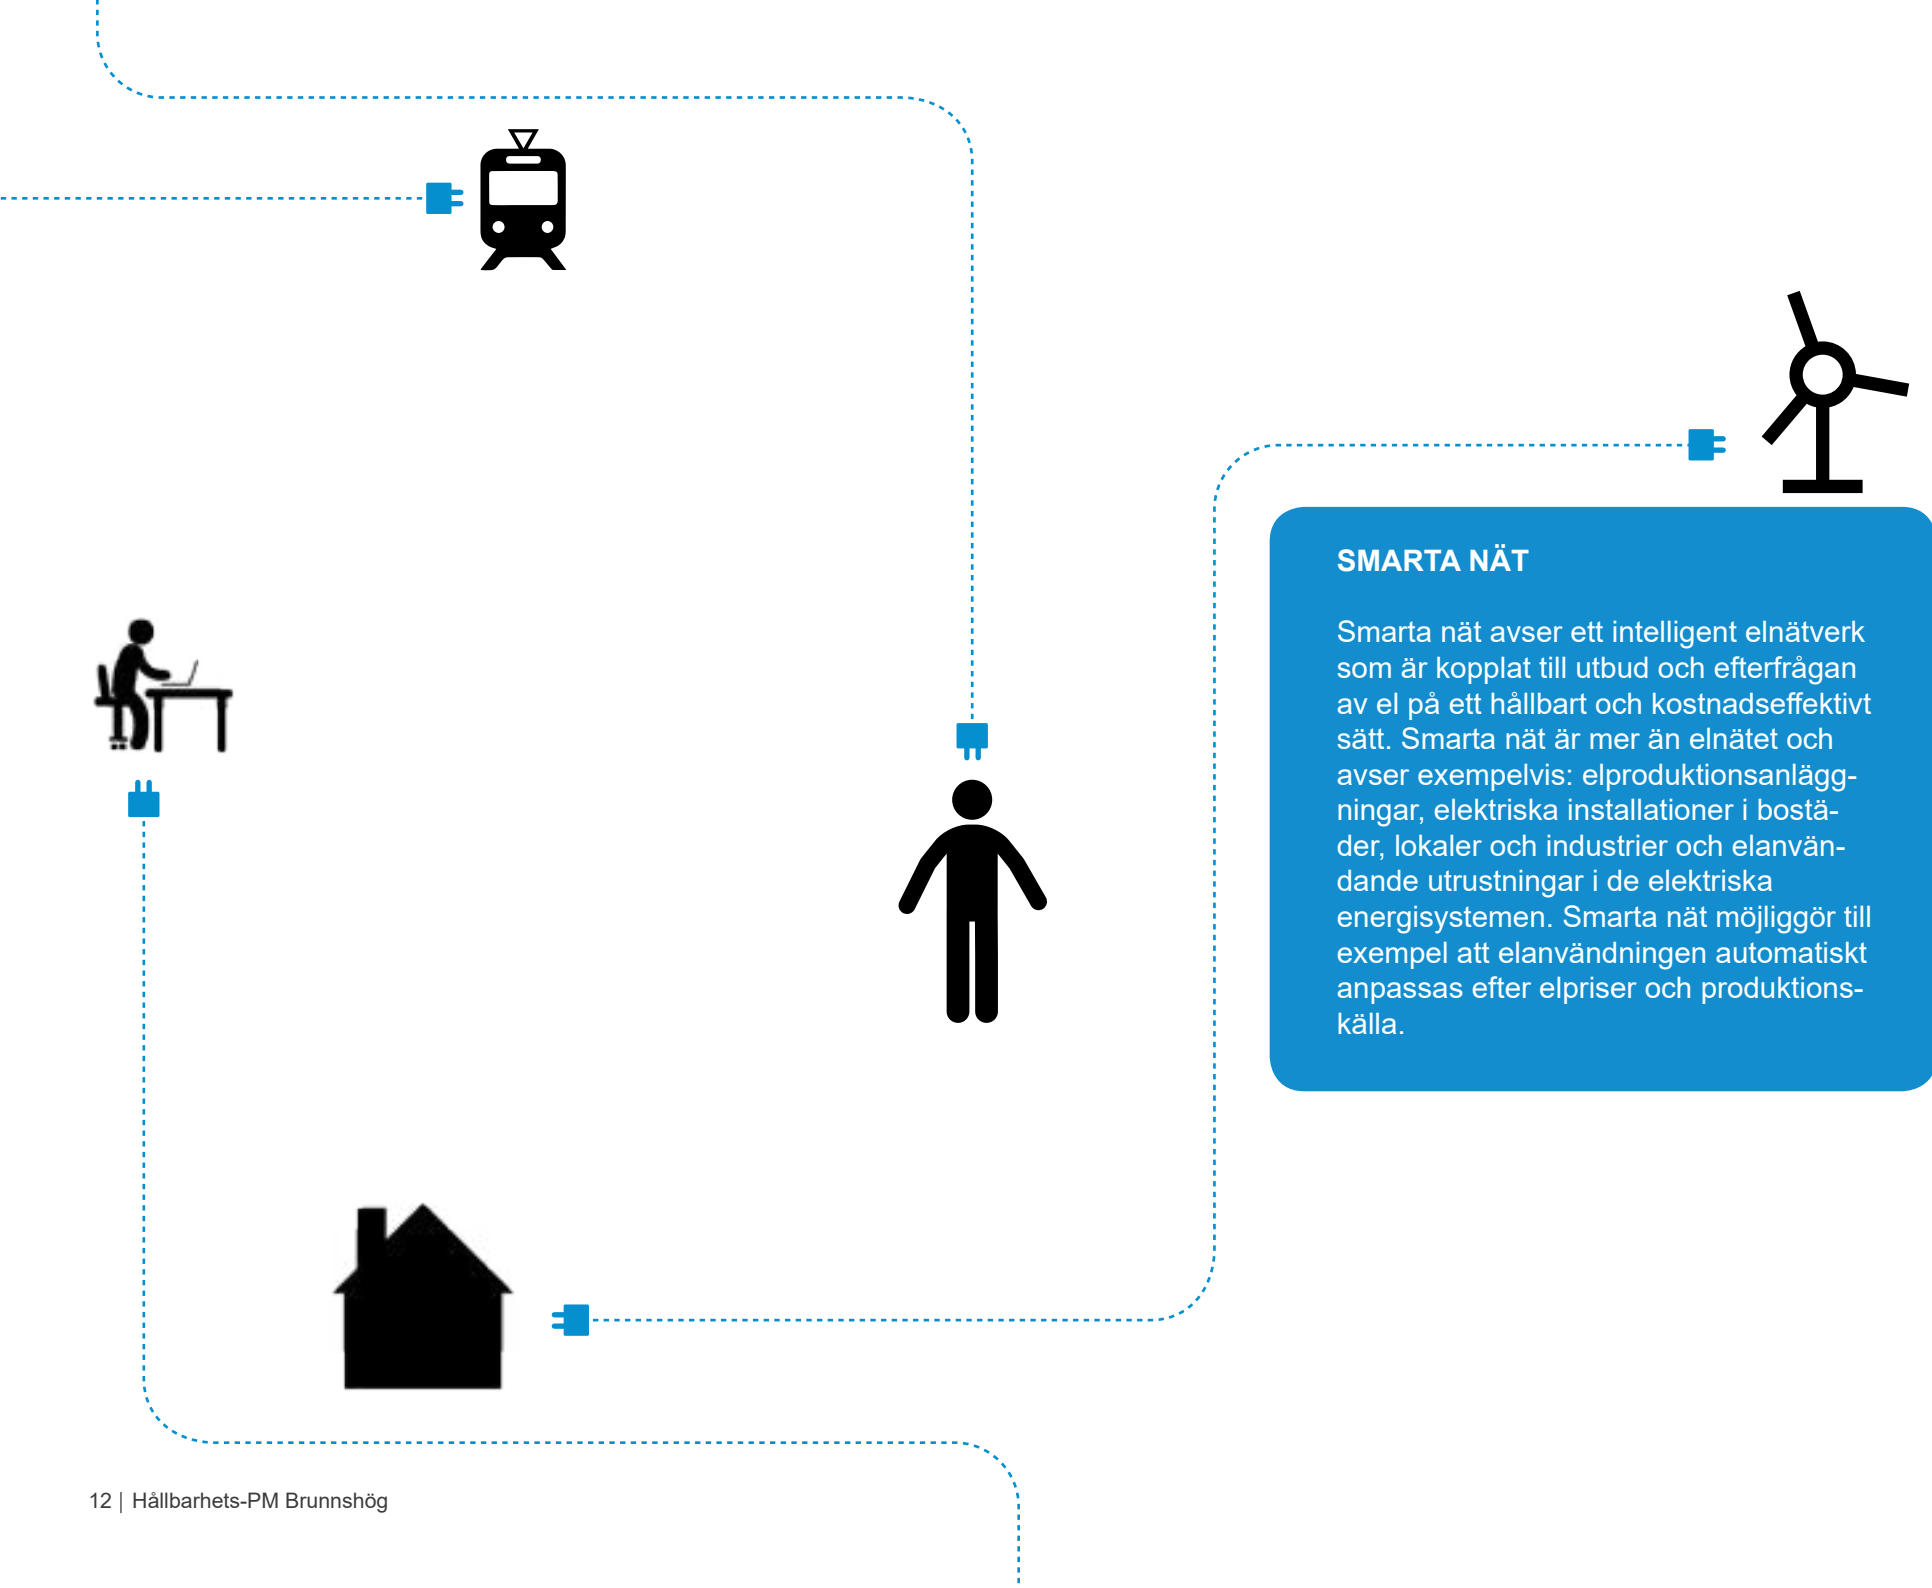 SMARTA NÄT
Smarta nät avser ett intelligent elnätverk
som är kopplat till utbud och efterfrågan
av el på ett hållbart och kostnadseffektivt
sätt. Smarta nät är mer än elnätet och
avser exempelvis: elproduktionsanlägg-
ningar, elektriska installationer i bostä-
der, lokaler och industrier och elanvän-
dande utrustningar i de elektriska
energisystemen. Smarta nät möjliggör till
exempel att elanvändningen automatiskt
anpassas efter elpriser och produktions-
källa.
12 | Hållbarhets-PM Brunnshög